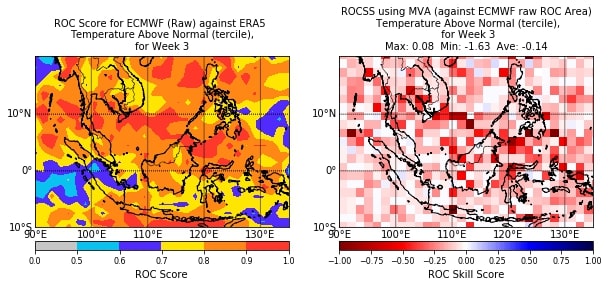 ROC Score for ECMWF (Raw) against ERA5
Temperature Above Normal (tercile),
for Week 3
10°N
0°
10°S
90°E 100°E 110°E 120°E 130°E
0.0 0.5 0.6 0.7 0.8 0.9 1.0
ROC Score
ROCSS using MVA (against ECMWF raw ROC Area)
Temperature Above Normal (tercile),
for Week 3
Max: 0.08 Min: -1.63 Ave: -0.14
10°N
0°
10°S
90°E 100°E 110°E 120°E 130°E
−1.00 −0.75 −0.50 −0.25 0.00 0.25 0.50 0.75 1.00
ROC Skill Score